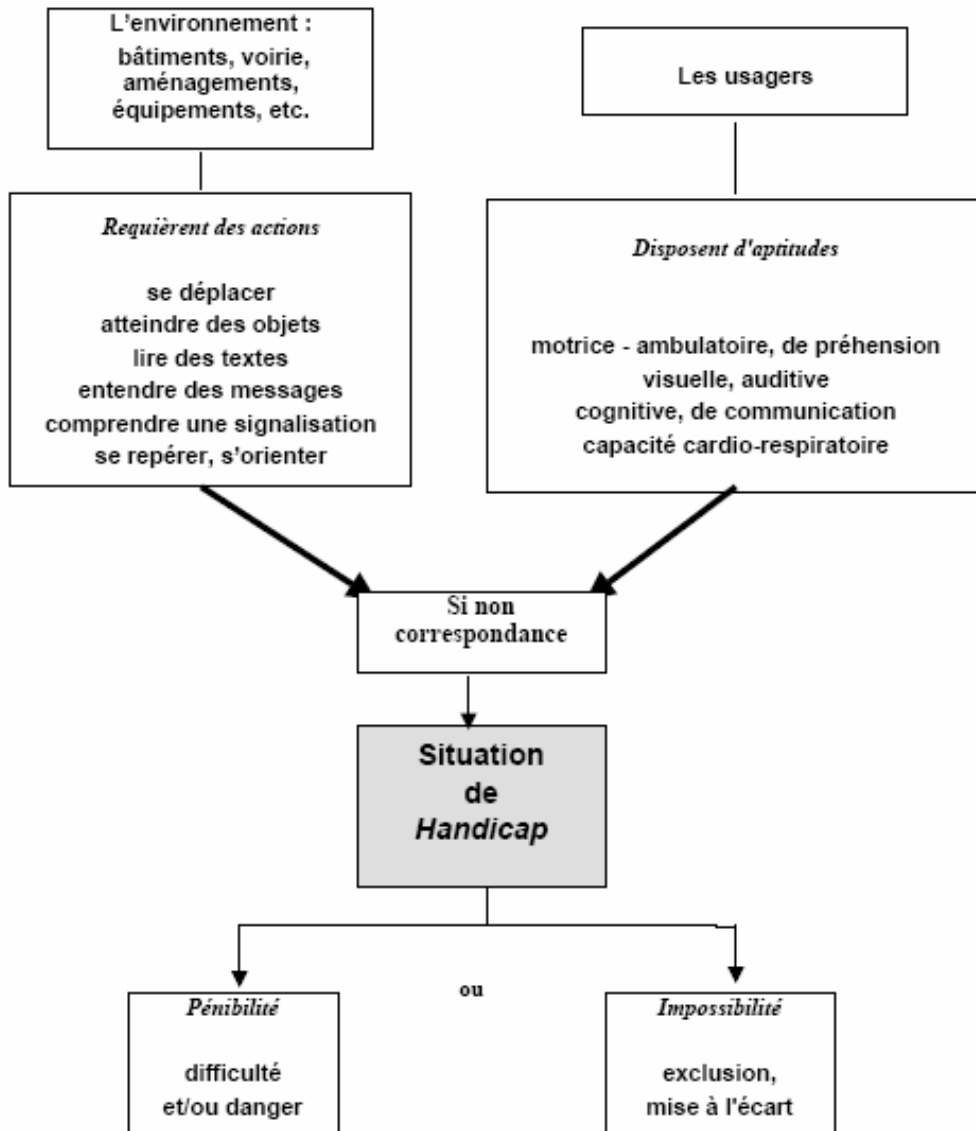 L'environnement :
bâtiments, voirie,
aménagements,
équipements, etc.
Les usagers
Requièrent des actions
se déplacer
atteindre des objets
lire des textes
entendre des messages
comprendre une signalisation
se repérer, s'orienter
Disposent d'aptitudes
motrice - ambulatoire, de préhension
visuelle, auditive
cognitive, de communication
capacité cardio-respiratoire
Si non
correspondance
Situation
de
Handicap
Pénibilité
difficulté
et/ou danger
ou
Impossibilité
exclusion,
mise à l'écart